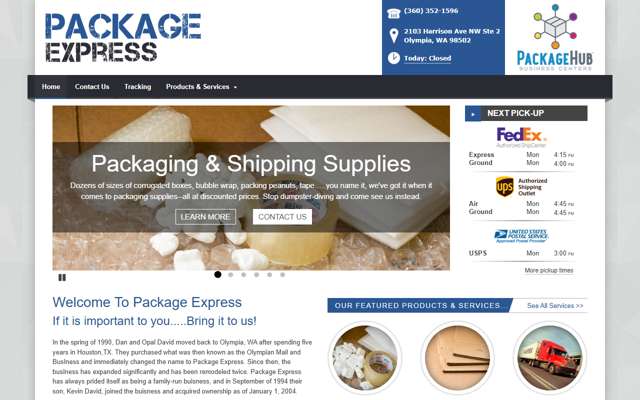 PACKAGE
EXPRESS
(360) 352-1596
2103 Harrison Ave NW Ste 2
Olympia, WA 98502
Today: Closed
PACKAGEHUB
BUSINESS CENTERS
Home
Contact Us
Tracking
Products & Services
Packaging & Shipping Supplies
Dozens of sizes of corrugated boxes, bubble wrap, packing peanuts, tape.....you name it, we've got it when it
comes to packaging supplies--all at discounted prices. Stop dumpster-diving and come see us instead.
LEARN MORE
CONTACT US
NEXT PICK-UP
FedEx
Authorized ShipCenter
Express Mon 4:15 PM
Ground Mon 4:00 PM
ups
Authorized
Shipping
Outlet
Air Mon 4:45 PM
Ground Mon 4:45 PM
UNITED STATES
POSTAL SERVICE
Approved Postal Provider
USPS Mon 3:00 PM
More pickup times
Welcome To Package Express
If it is important to you.....Bring it to us!
In the spring of 1990, Dan and Opal David moved back to Olympia, WA after spending five
years in Houston,TX. They purchased what was then known as the Olympian Mall and
Business and immediately changed the name to Package Express. Since then, the
business has expanded significantly and has been remodeled twice. Package Express
has always prided itself as being a family-run buisness, and in September of 1994 their
son, Kevin David, joined the buisness and acquired ownership as of January 1, 2004.
OUR FEATURED PRODUCTS & SERVICES...
See All Services >>